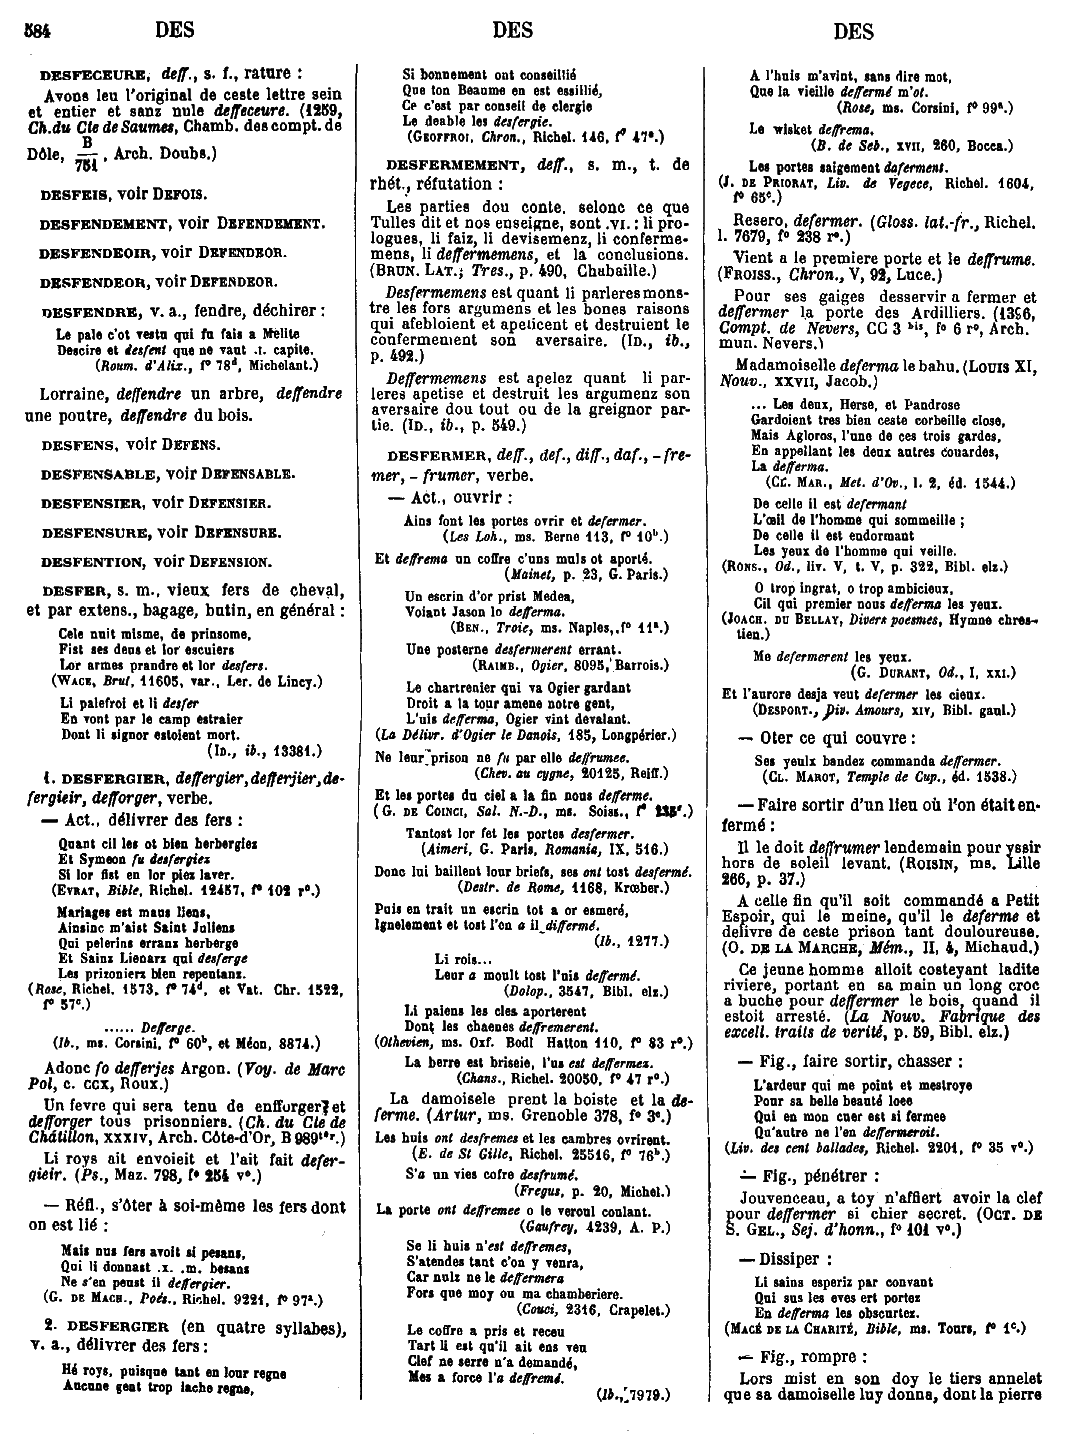 584 DES DES DES
DESFECEURE, deff., s. f., rature :
Avons leu l'original de ceste lettre sein
et entier et sanz nule deffeceure. (1259,
Ch. du Cte de Saumes, Chamb. des compt. de
Dôle, B/751, Arch. Doubs.)
DESFEIS, voir DEFOIS.
DESFENDEMENT, voir DEFENDEMENT.
DESFENDEOIR, voir DEFENDEOR.
DESFENDEOR, voir DEFENDEOR.
DESFENDRE, v. a., fendre, déchirer :
Le pale c'ot vestu qui fu fais a Melite
Descire et desfent que ne vaut .I. capite.
(Roum. d'Alix., f° 78d, Michelant.)
Lorraine, deffendre un arbre, deffendre
une poutre, deffendre du bois.
DESFENS, voir DEFENS.
DESFENSABLE, voir DEFENSABLE.
DESFENSIER, voir DEFENSIER.
DESFENSURE, voir DEFENSURE.
DESFENTION, voir DEFENSION.
DESFER, s. m., vieux fers de cheval,
et par extens., bagage, butin, en général :
Cele nuit misme, de prinsome,
Fist ses dens et lor escuiers
Lor armes prandre et lor desfers.
(WACE, Brut, 11605, var., Ler. de Lincy.)
Li palefroi et li desfer
En vont par le camp estraier
Dont li signor estoient mort.
(ID., ib., 13381.)
1. DESFERGIER, deffergier, defferjier, de-
fergieir, defforger, verbe.
— Act., délivrer des fers :
Quant cil les ot bien herbergiez
Et Symeon fu desfergiez
Si lor fist en lor piez laver.
(EVRAT, Bible, Richel. 12457, f° 102 r°.)
Mariages est maus liens,
Ainsinc m'aist Saint Juliens
Qui pelerins errans herberge
Et Sains Lienarz qui desferge
Les prizoniers bien repentanz.
(Rose, Richel. 1573, f° 74d, et Vat. Chr. 1522,
f° 57c.)
...... Defferge.
(Ib., ms. Corsini, f° 60b, et Méon, 8874.)
Adonc fo defferjes Argon. (Voy. de Marc
Pol, c. CCX, Roux.)
Un fevre qui sera tenu de enfforger et
defforger tous prisonniers. (Ch. du Cte de
Châtillon, XXXIV, Arch. Côte-d'Or, B 989ter.)
Li roys ait envoieit et l'ait fait defer-
gieir. (Ps., Maz. 798, f° 254 v°.)
— Réfl., s'ôter à soi-même les fers dont
on est lié :
Mais nus fers avoit si pesans,
Qui li donnast .X. .M. besans
Ne s'en peust il deffergier.
(G. DE MACH., Poés., Richel. 9221, f° 97a.)
2. DESFERGIER (en quatre syllabes),
v. a., délivrer des fers :
Hé roys, puisque tant en lour regne
Aucune gent trop lache regne,
Si bonnement ont conseillié
Que ton Beaume en est essillié,
Ce c'est par conseil de clergie
Le deable les desfergie.
(GEOFFROI, Chron., Richel. 146, f° 47a.)
DESFERMEMENT, deff., s. m., t. de
rhét., réfutation :
Les parties dou conte, selonc ce que
Tulles dit et nos enseigne, sont .VI. : li pro-
logues, li faiz, li devisemenz, li conferme-
mens, li deffermemens, et la conclusions.
(BRUN. LAT., Tres., p. 490, Chabaille.)
Desfermemens est quant li parleres mons-
tre les fors argumens et les bones raisons
qui afebloient et apeticent et destruient le
confermement son aversaire. (ID., ib.,
p. 492.)
Deffermemens est apelez quant li par-
leres apetise et destruit les argumenz son
aversaire dou tout ou de la greignor par-
tie. (ID., ib., p. 549.)
DESFERMER, deff., def., diff., daf., -fre-
mer, -frumer, verbe.
— Act., ouvrir :
Ains font les portes ovrir et defermer.
(Les Loh., ms. Berne 113, f° 10b.)
Et deffrema un coffre c'uns muls ot aporté.
(Mainet, p. 23, G. Paris.)
Un escrin d'or prist Medea,
Voiant Jason lo defferma.
(BEN., Troie, ms. Naples, f° 11a.)
Une posterne desfermerent errant.
(RAIMB., Ogier, 8095, Barrois.)
Le chartrenier qui va Ogier gardant
Droit a la tour amene notre gent,
L'uis defferma, Ogier vint devalant.
(La Délivr. d'Ogier le Danois, 185, Longpérier.)
Ne leur prison ne fu par elle deffrumee.
(Chev. au cygne, 20125, Reiff.)
Et les portes du ciel a la fin nous defferme.
(G. DE COINCI, Sal. N.-D., ms. Soiss., f°
Tantost lor fet les portes desfermer.
(Aimeri, G. Paris, Romania, IX, 516.)
Donc lui baillent lour briefs, ses ont tost desfermé.
(Destr. de Rome, 1168, Krœber.)
Puis en trait un escrin tot a or esmeré,
Ignelement et tost l'en a il differmé.
(Ib., 1277.)
Li rois...
Leur a moult tost l'uis deffermé.
(Dolop., 3547, Bibl. elz.)
Li paiens les cles aporterent
Dont les chaenes deffremerent.
(Othevien, ms. Oxf. Bodl Hatton 110, f° 83 r°.)
La berre est briseie, l'us est deffermez.
(Chans., Richel. 20050, f° 47 r°.)
La damoisele prent la boiste et la de-
ferme. (Artur, ms. Grenoble 378, f° 3c.)
Les huis ont desfremes et les cambres ovrirent.
(E. de St Gille, Richel. 25516, f° 76b.)
S'a un vies cofre desfrumé.
(Fregus, p. 20, Michel.)
La porte ont deffremee o le veroul coulant.
(Gaufrey, 4239, A. P.)
Se li huis n'est deffremes,
S'atendes tant c'on y venra,
Car nulz ne le deffermera
Fors que moy ou ma chamberiere.
(Couci, 2316, Crapelet.)
Le coffre a pris et receu
Tart li est qu'il ait ens veu
Clef ne serre n'a demandé,
Mes a force l'a deffremé.
(Ib., 7979.)
A l'huis m'avint, sans dire mot,
Que la vieille deffermé m'ot.
(Rose, ms. Corsini, f° 99a.)
Le wisket deffrema.
(B. de Seb., XVII, 260, Bocca.)
Les portes saigement daferment.
(J. DE PRIORAT, Liv. de Vegece, Richel. 1604,
f° 65c.)
Resero, defermer. (Gloss. lat.-fr., Richel.
l. 7679, f° 238 r°.)
Vient a le premiere porte et le deffrume.
(FROISS., Chron., V, 92, Luce.)
Pour ses gaiges desservir a fermer et
deffermer la porte des Ardilliers. (1396,
Compt. de Nevers, CC 3 bis, f° 6 r°, Arch.
mun. Nevers.)
Madamoiselle deferma le bahu. (LOUIS XI,
Nouv., XXVII, Jacob.)
... Les deux, Herse, et Pandrose
Gardoient tres bien ceste corbeille close,
Mais Agloros, l'une de ces trois gardes,
En appellant les deux autres couardes,
La defferma.
(CL. MAR., Met. d'Ov., l. 2, éd. 1544.)
De celle il est defermant
L'œil de l'homme qui sommeille ;
De celle il est endormant
Les yeux de l'homme qui veille.
(RONS., Od., liv. V, t. V, p. 322, Bibl. elz.)
O trop ingrat, o trop ambicieux,
Cil qui premier nous defferma les yeux.
(JOACH. DU BELLAY, Divers poesmes, Hymne chres-
tien.)
Me defermerent les yeux.
(G. DURANT, Od., I, XXI.)
Et l'aurore desja veut defermer les cieux.
(DESPORT., Div. Amours, XIV, Bibl. gaul.)
— Oter ce qui couvre :
Ses yeulx bandez commanda deffermer.
(CL. MAROT, Temple de Cup., éd. 1538.)
— Faire sortir d'un lieu où l'on était en-
fermé :
Il le doit deffrumer lendemain pour yssir
hors de soleil levant. (ROISIN, ms. Lille
266, p. 37.)
A celle fin qu'il soit commandé a Petit
Espoir, qui le meine, qu'il le deferme et
delivre de ceste prison tant douloureuse.
(O. DE LA MARCHE, Mém., II, 4, Michaud.)
Ce jeune homme alloit costeyant ladite
riviere, portant en sa main un long croc
a buche pour deffermer le bois, quand il
estoit arresté. (La Nouv. Fabrique des
excell. traits de verité, p. 59, Bibl. elz.)
— Fig., faire sortir, chasser :
L'ardeur qui me point et mestroye
Pour sa belle beauté loee
Qui en mon cuer est si fermee
Qu'autre ne l'en deffermeroit.
(Liv. des cent ballades, Richel. 2201, f° 35 v°.)
— Fig., pénétrer :
Jouvenceau, a toy n'affiert avoir la clef
pour deffermer si chier secret. (OCT. DE
S. GEL., Sej. d'honn., f° 101 v°.)
— Dissiper :
Li sains esperiz par convant
Qui sus les eves ert portez
En defferma les obscurtez.
(MACÉ DE LA CHARITÉ, Bible, ms. Tours, f° 1c.)
— Fig., rompre :
Lors mist en son doy le tiers annelet
que sa damoiselle luy donna, dont la pierre